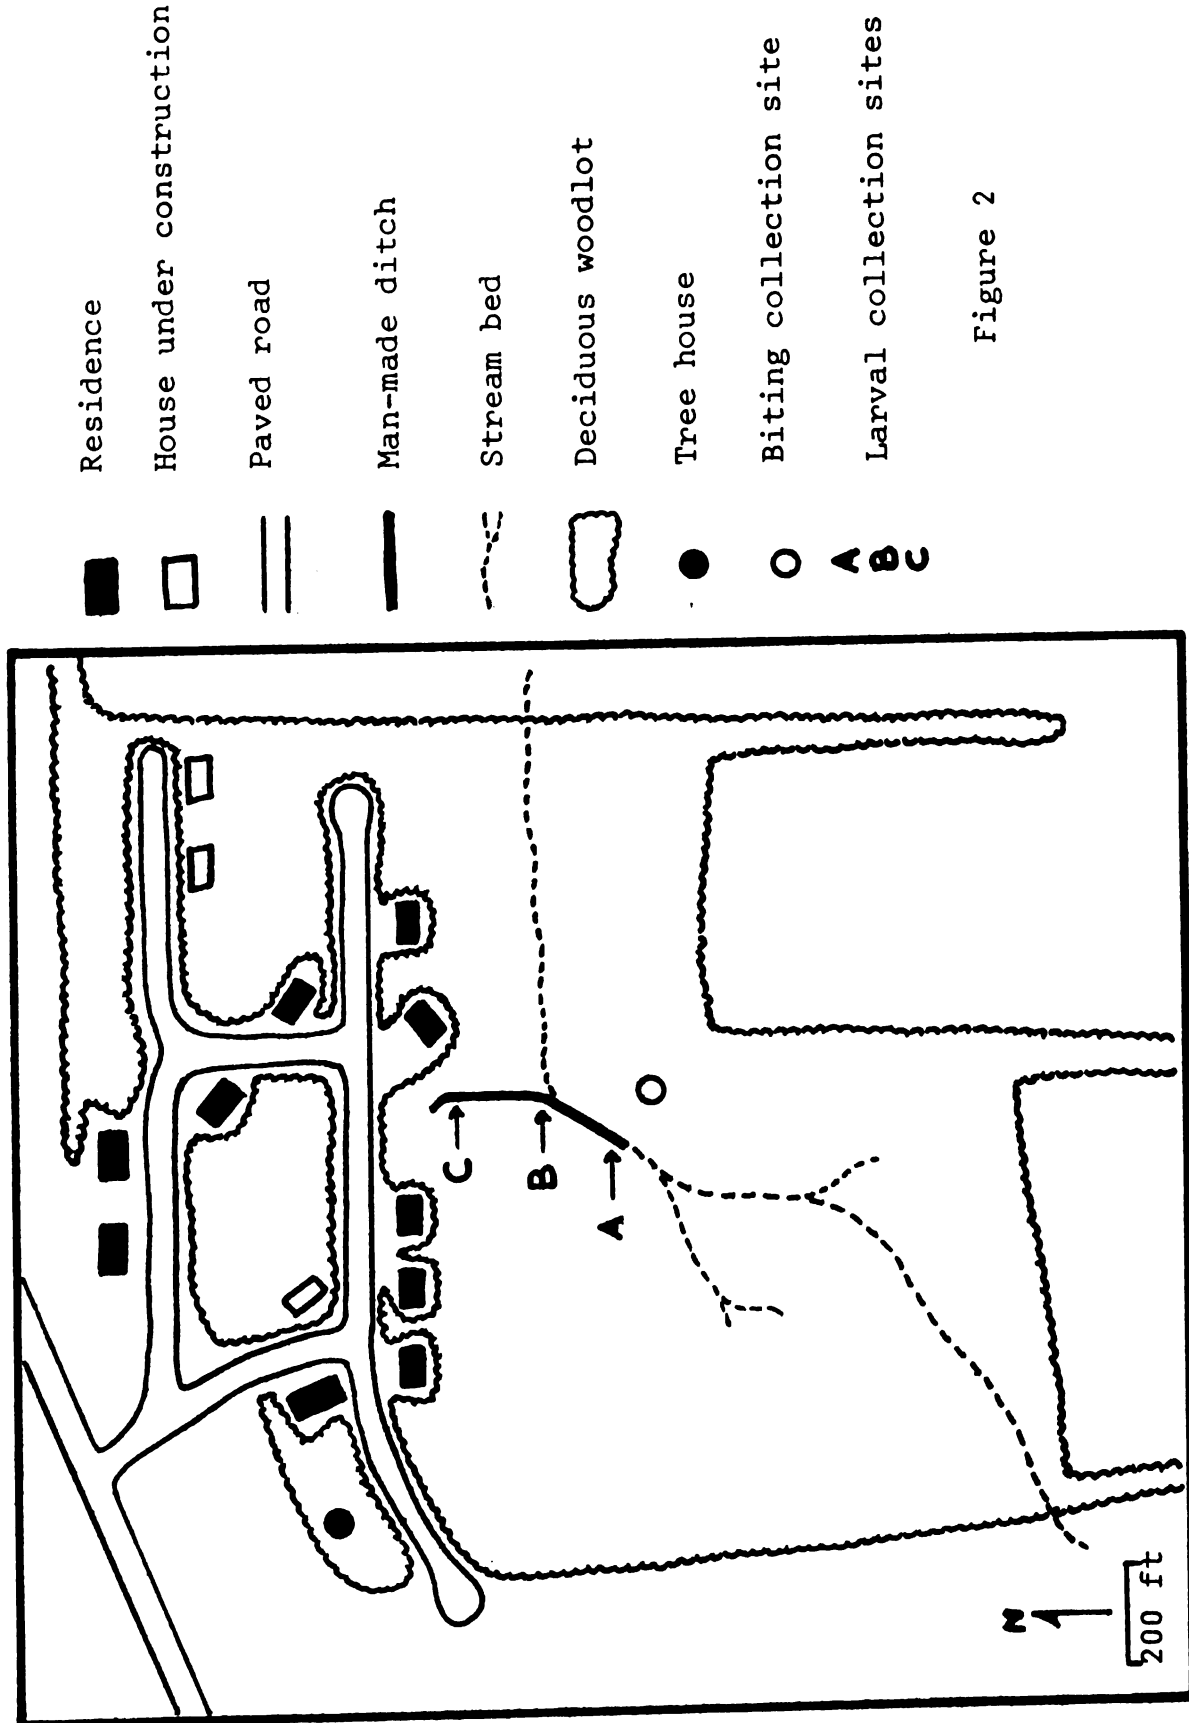 Residence
House under construction
Paved road
Man-made ditch
Stream bed
Deciduous woodlot
Tree house
Biting collection site
A
B
C
Larval collection sites
Figure 2
C
B
A
N
200 ft